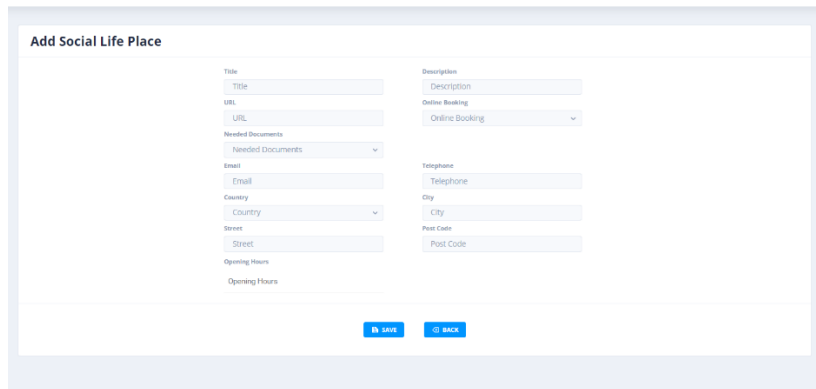 Add Social Life Place
Title Description
Title Description
URL Online Booking
URL Online Booking
Needed Documents
Needed Documents
Email Telephone
Email Telephone
Country City
Country City
Street Post Code
Street Post Code
Opening Hours
Opening Hours
SAVE BACK